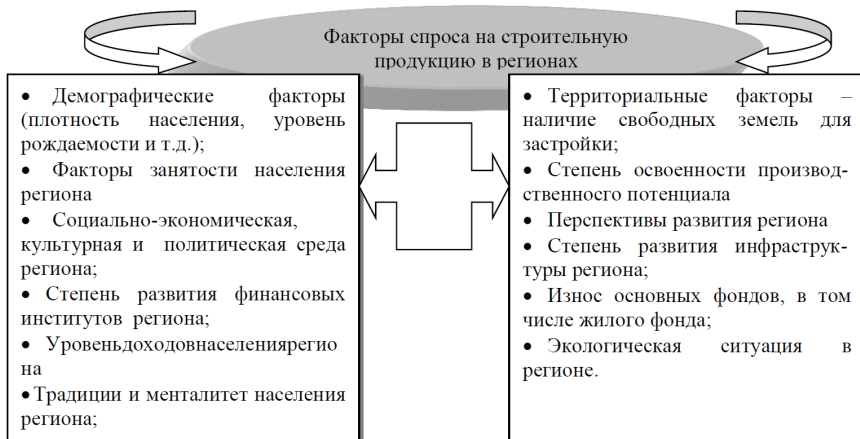 Факторы спроса на строительную
продукцию в регионах
• Демографические факторы
(плотность населения, уровень
рождаемости и т.д.);
• Факторы занятости населения
региона
• Социально-экономическая,
культурная и политическая среда
региона;
• Степень развития финансовых
институтов региона;
• Уровеньдоходовнаселениярегио
на
• Традиции и менталитет населения
региона;
• Территориальные факторы –
наличие свободных земель для
застройки;
• Степень освоенности производ-
ственного потенциала
• Перспективы развития региона
• Степень развития инфраструк-
туры региона;
• Износ основных фондов, в том
числе жилого фонда;
• Экологическая ситуация в
регионе.